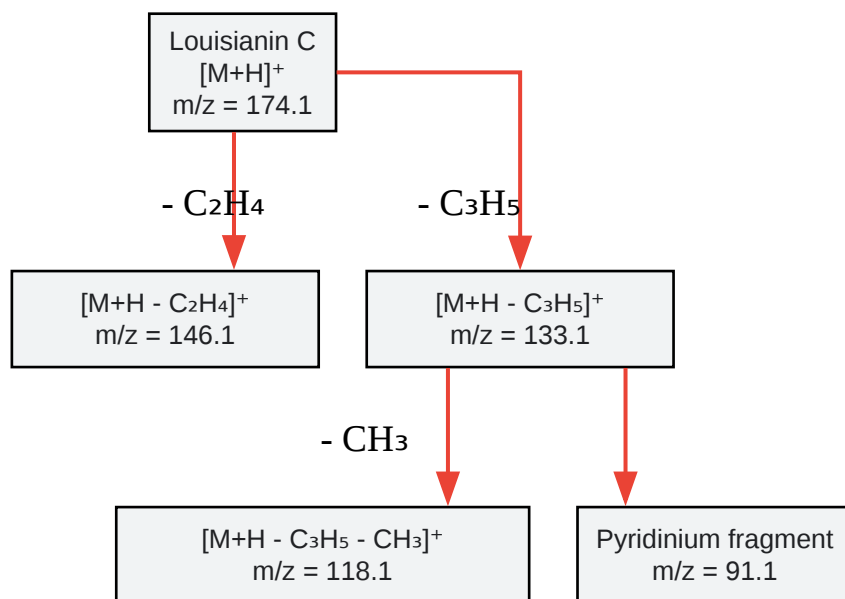 Louisianin C
[M+H]⁺
m/z = 174.1
- C₂H₄
- C₃H₅
[M+H - C₂H₄]⁺
m/z = 146.1
[M+H - C₃H₅]⁺
m/z = 133.1
- CH₃
[M+H - C₃H₅ - CH₃]⁺
m/z = 118.1
Pyridinium fragment
m/z = 91.1